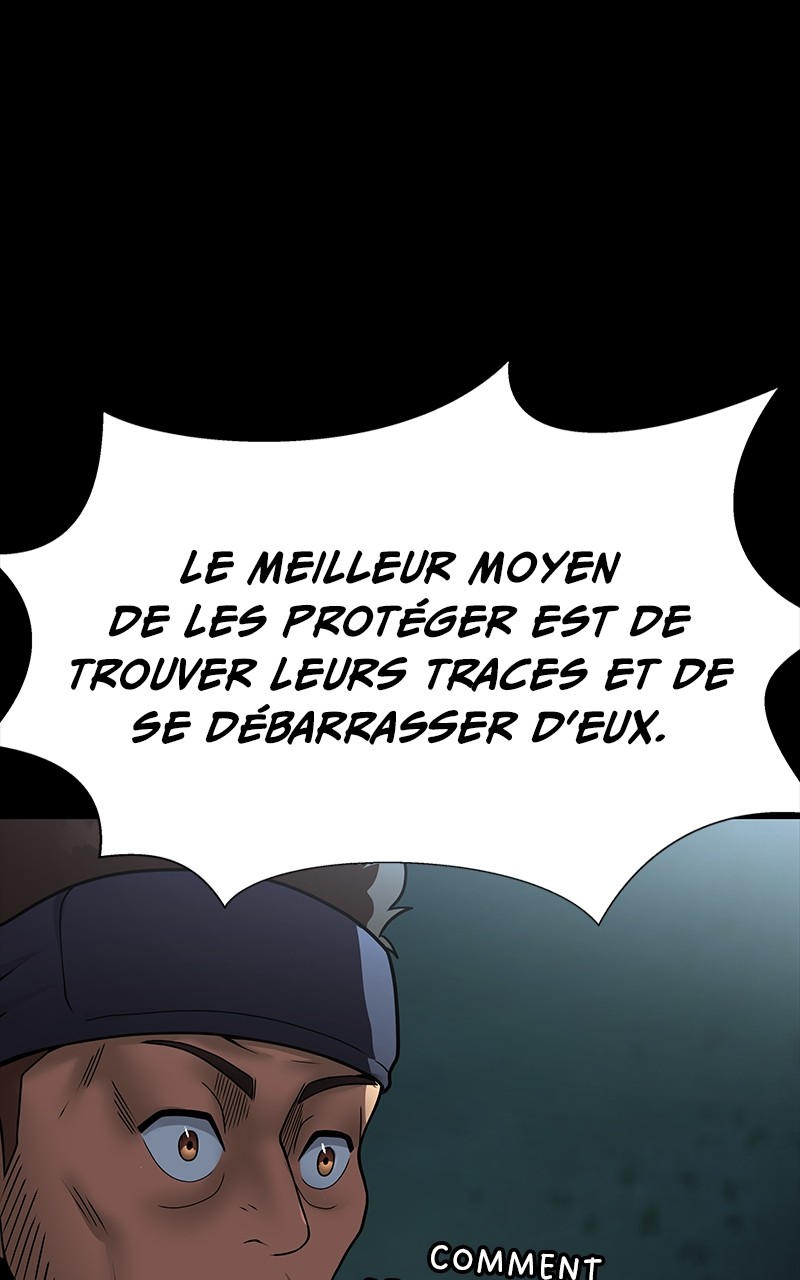 LE MEILLEUR MOYEN
DE LES PROTÉGER EST DE
TROUVER LEURS TRACES ET DE
SE DÉBARRASSER D'EUX.
COMMENT